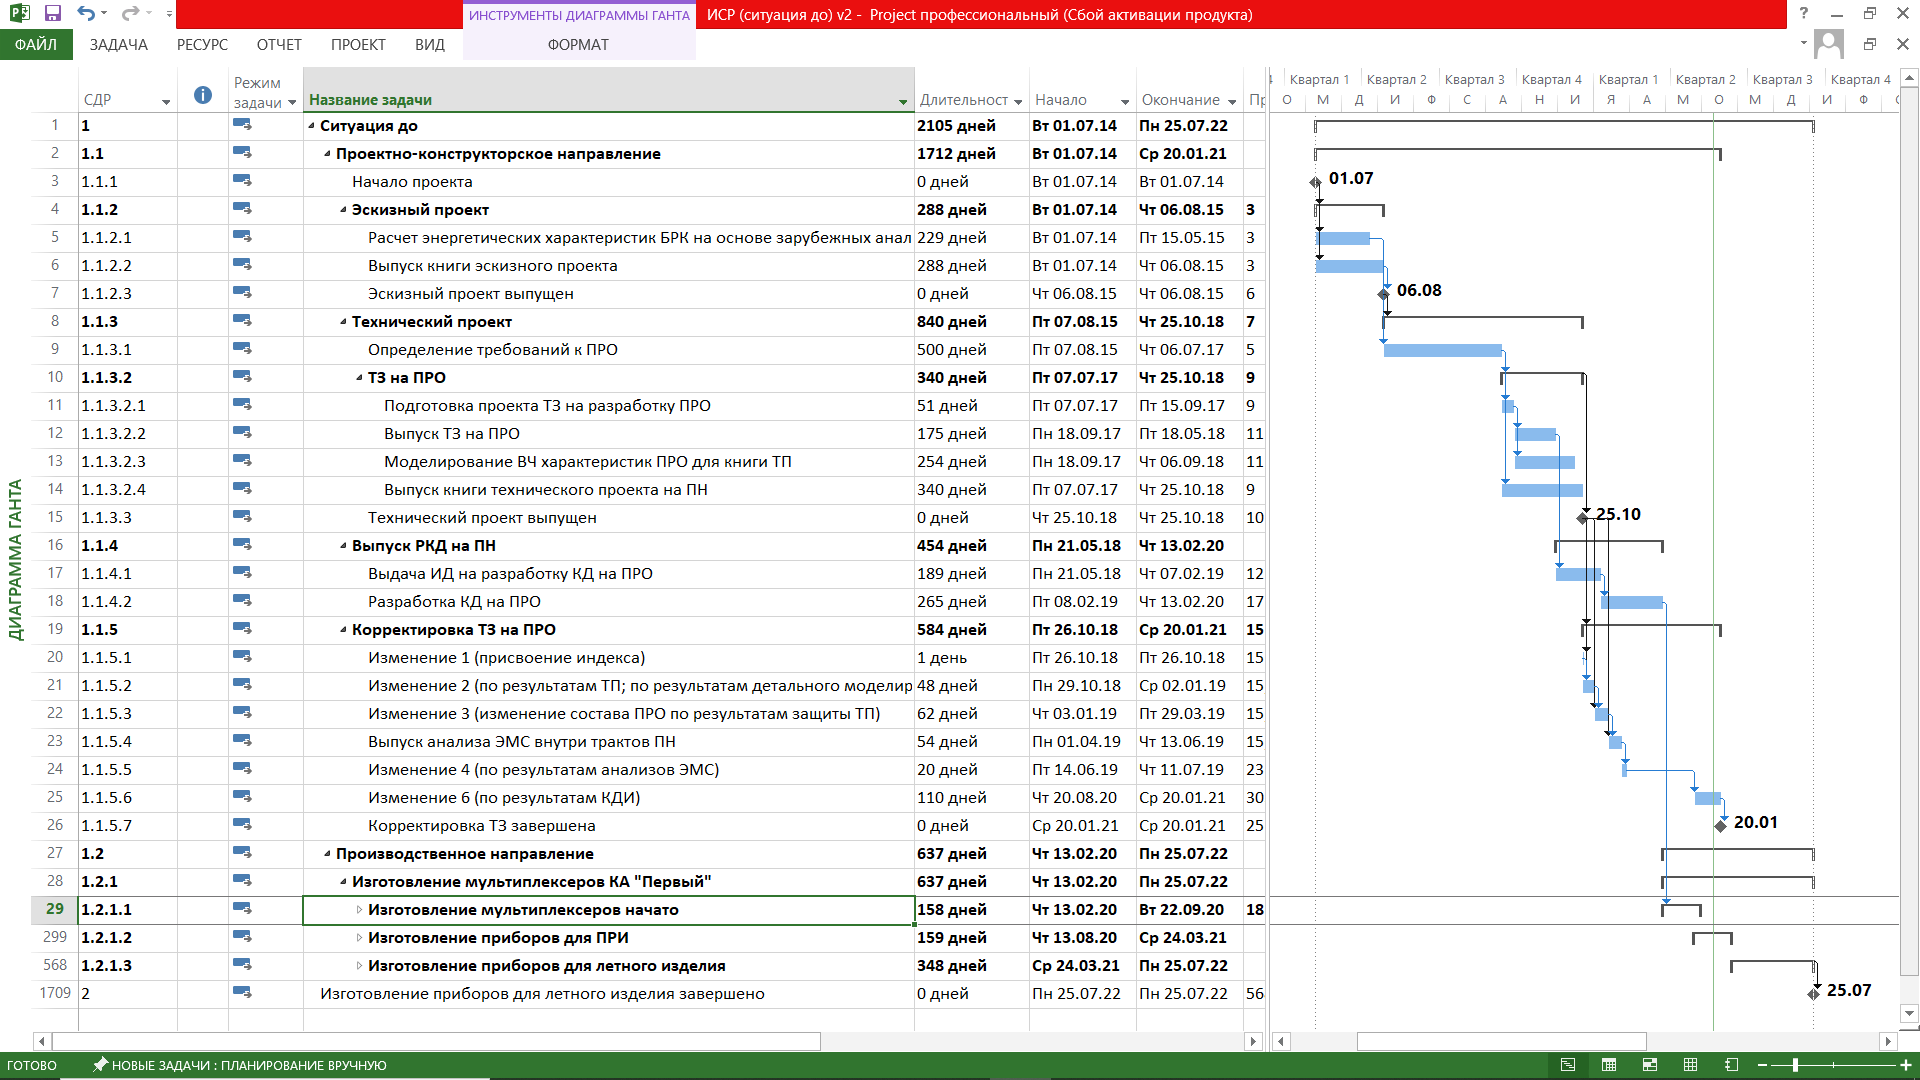 ИНСТРУМЕНТЫ ДИАГРАММЫ ГАНТА
ИСР (ситуация до) v2 - Project профессиональный (Сбой активации продукта)
ФАЙЛ ЗАДАЧА РЕСУРС ОТЧЕТ ПРОЕКТ ВИД ФОРМАТ
СДР Режим задачи Название задачи Длительност Начало Окончание Пр
4 Квартал 1 Квартал 2 Квартал 3 Квартал 4 Квартал 1 Квартал 2 Квартал 3 Квартал 4
О М Д И Ф С А Н И Я А М О М Д И Ф С
1 1 Ситуация до 2105 дней Вт 01.07.14 Пн 25.07.22
2 1.1 Проектно-конструкторское направление 1712 дней Вт 01.07.14 Ср 20.01.21
3 1.1.1 Начало проекта 0 дней Вт 01.07.14 Вт 01.07.14 01.07
4 1.1.2 Эскизный проект 288 дней Вт 01.07.14 Чт 06.08.15 3
5 1.1.2.1 Расчет энергетических характеристик БРК на основе зарубежных анал 229 дней Вт 01.07.14 Пт 15.05.15 3
6 1.1.2.2 Выпуск книги эскизного проекта 288 дней Вт 01.07.14 Чт 06.08.15 3
7 1.1.2.3 Эскизный проект выпущен 0 дней Чт 06.08.15 Чт 06.08.15 6 06.08
8 1.1.3 Технический проект 840 дней Пт 07.08.15 Чт 25.10.18 7
9 1.1.3.1 Определение требований к ПРО 500 дней Пт 07.08.15 Чт 06.07.17 5
10 1.1.3.2 ТЗ на ПРО 340 дней Пт 07.07.17 Чт 25.10.18 9
11 1.1.3.2.1 Подготовка проекта ТЗ на разработку ПРО 51 дней Пт 07.07.17 Пт 15.09.17 9
12 1.1.3.2.2 Выпуск ТЗ на ПРО 175 дней Пн 18.09.17 Пт 18.05.18 11
13 1.1.3.2.3 Моделирование ВЧ характеристик ПРО для книги ТП 254 дней Пн 18.09.17 Чт 06.09.18 11
14 1.1.3.2.4 Выпуск книги технического проекта на ПН 340 дней Пт 07.07.17 Чт 25.10.18 9
15 1.1.3.3 Технический проект выпущен 0 дней Чт 25.10.18 Чт 25.10.18 10 25.10
16 1.1.4 Выпуск РКД на ПН 454 дней Пн 21.05.18 Чт 13.02.20
17 1.1.4.1 Выдача ИД на разработку КД на ПРО 189 дней Пн 21.05.18 Чт 07.02.19 12
18 1.1.4.2 Разработка КД на ПРО 265 дней Пт 08.02.19 Чт 13.02.20 17
19 1.1.5 Корректировка ТЗ на ПРО 584 дней Пт 26.10.18 Ср 20.01.21 15
20 1.1.5.1 Изменение 1 (присвоение индекса) 1 день Пт 26.10.18 Пт 26.10.18 15
21 1.1.5.2 Изменение 2 (по результатам ТП; по результатам детального моделир 48 дней Пн 29.10.18 Ср 02.01.19 15
22 1.1.5.3 Изменение 3 (изменение состава ПРО по результатам защиты ТП) 62 дней Чт 03.01.19 Пт 29.03.19 15
23 1.1.5.4 Выпуск анализа ЭМС внутри трактов ПН 54 дней Пн 01.04.19 Чт 13.06.19 15
24 1.1.5.5 Изменение 4 (по результатам анализов ЭМС) 20 дней Пт 14.06.19 Чт 11.07.19 23
25 1.1.5.6 Изменение 6 (по результатам КДИ) 110 дней Чт 20.08.20 Ср 20.01.21 30
26 1.1.5.7 Корректировка ТЗ завершена 0 дней Ср 20.01.21 Ср 20.01.21 25 20.01
27 1.2 Производственное направление 637 дней Чт 13.02.20 Пн 25.07.22
28 1.2.1 Изготовление мультиплексеров КА "Первый" 637 дней Чт 13.02.20 Пн 25.07.22
29 1.2.1.1 Изготовление мультиплексеров начато 158 дней Чт 13.02.20 Вт 22.09.20 18
299 1.2.1.2 Изготовление приборов для ПРИ 159 дней Чт 13.08.20 Ср 24.03.21
568 1.2.1.3 Изготовление приборов для летного изделия 348 дней Ср 24.03.21 Пн 25.07.22
1709 2 Изготовление приборов для летного изделия завершено 0 дней Пн 25.07.22 Пн 25.07.22 56 25.07
ДИАГРАММА ГАНТА
ГОТОВО НОВЫЕ ЗАДАЧИ : ПЛАНИРОВАНИЕ ВРУЧНУЮ